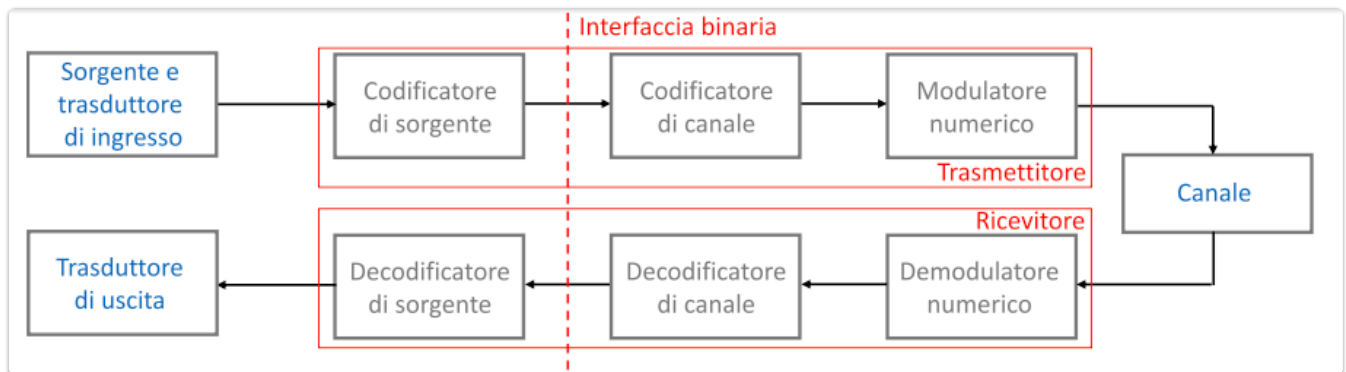 Interfaccia binaria
Sorgente e
trasduttore
di ingresso
Codificatore
di sorgente
Codificatore
di canale
Modulatore
numerico
Trasmettitore
Canale
Ricevitore
Trasduttore
di uscita
Decodificatore
di sorgente
Decodificatore
di canale
Demodulatore
numerico